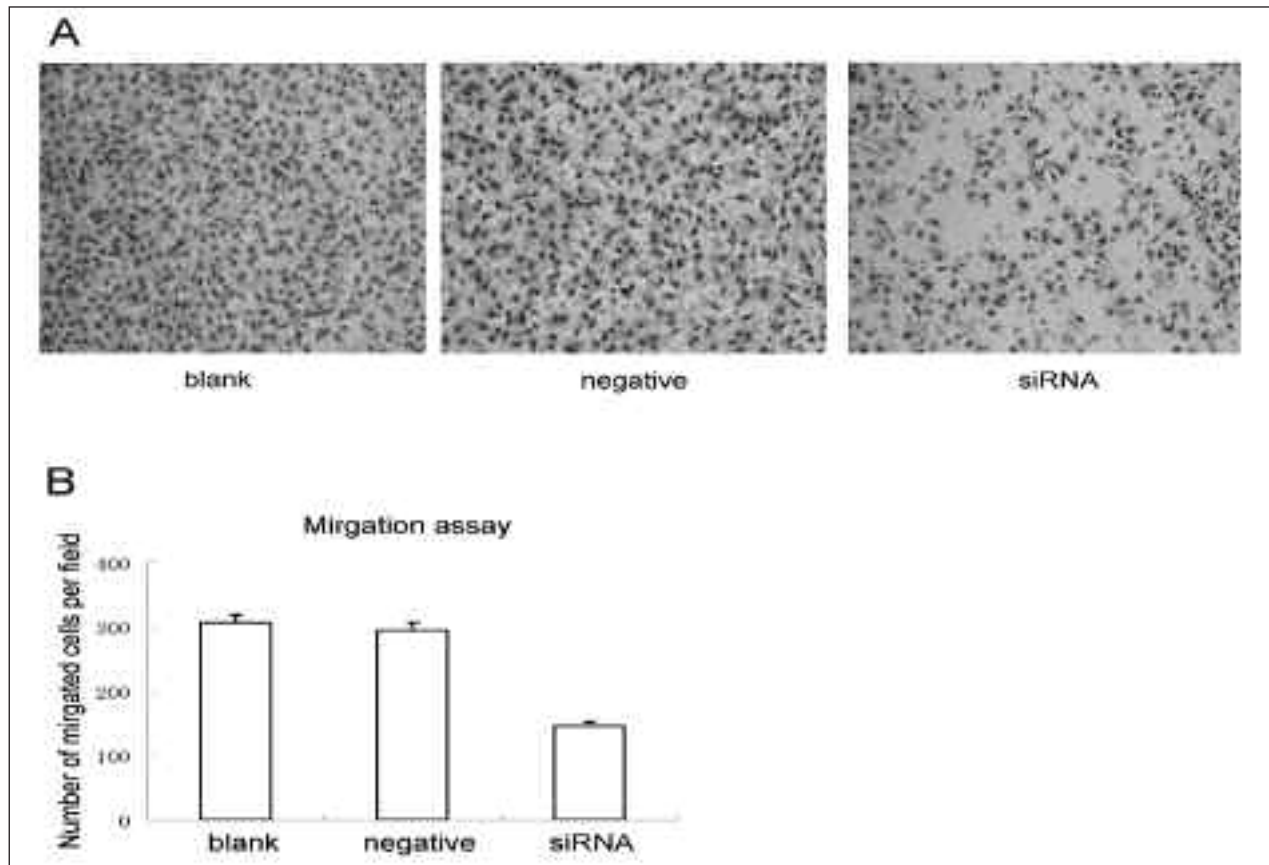 A
blank negative siRNA
B
Mirgation assay
Number of mirgated cells per field
400
300
200
100
0
blank negative siRNA